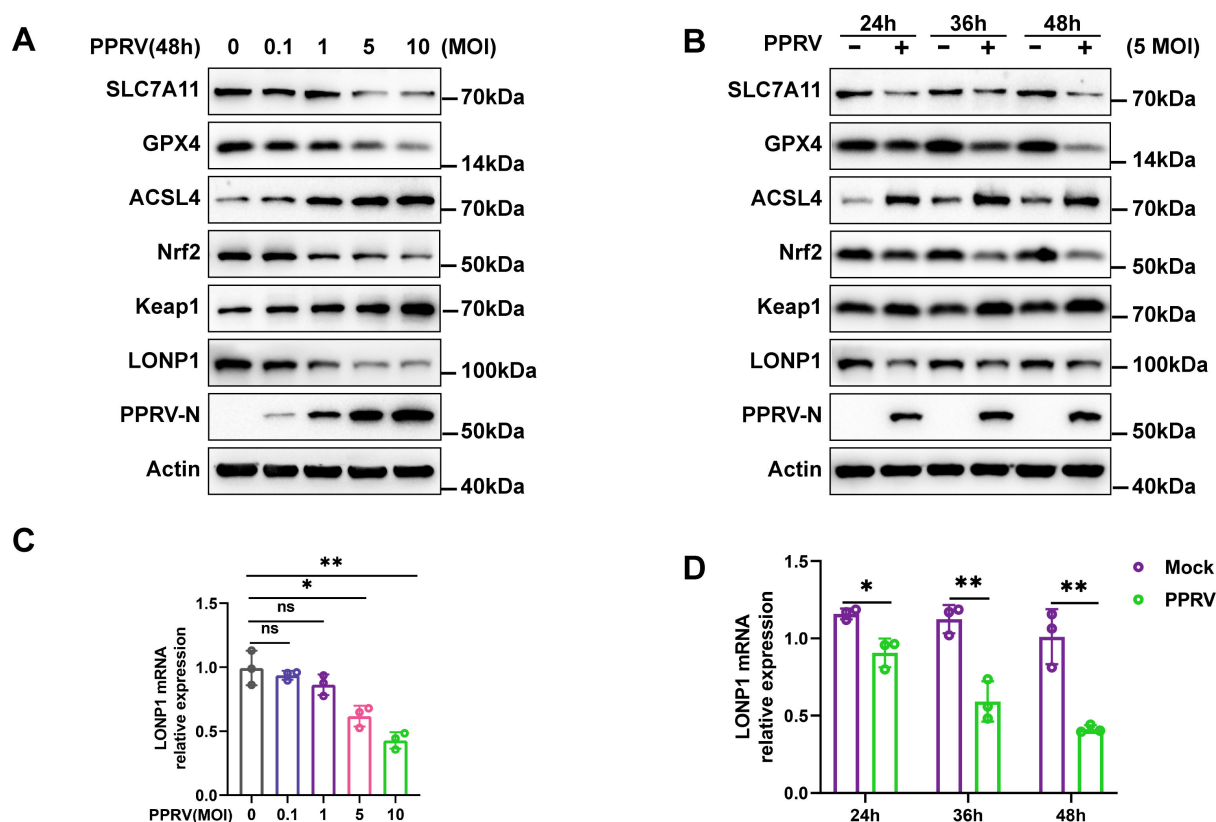 A
PPRV(48h) 0 0.1 1 5 10 (MOI)
SLC7A11
70kDa
GPX4
14kDa
ACSL4
70kDa
Nrf2
50kDa
Keap1
70kDa
LONP1
100kDa
PPRV-N
50kDa
Actin
40kDa
B
24h 36h 48h
PPRV − + − + − + (5 MOI)
SLC7A11
70kDa
GPX4
14kDa
ACSL4
70kDa
Nrf2
50kDa
Keap1
70kDa
LONP1
100kDa
PPRV-N
50kDa
Actin
40kDa
C
**
*
ns
ns
LONP1 mRNA
relative expression
1.5
1.0
0.5
0.0
PPRV(MOI) 0 0.1 1 5 10
D
Mock
PPRV
* ** **
LONP1 mRNA
relative expression
1.5
1.0
0.5
0.0
24h 36h 48h